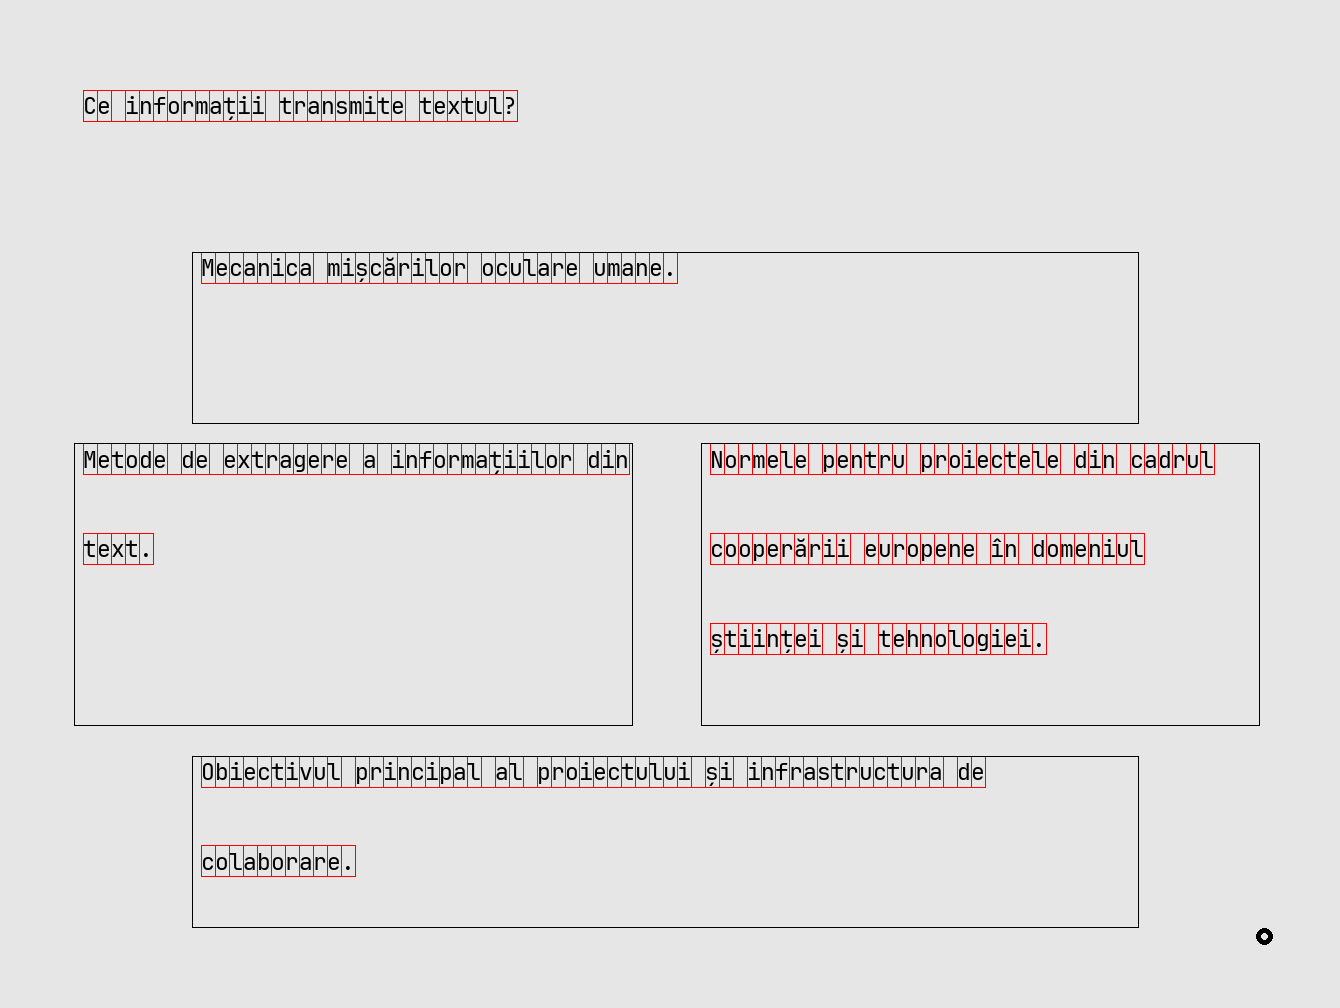 Ce informații transmite textul?
Mecanica mișcărilor oculare umane.
Metode de extragere a informațiilor din
text.
Normele pentru proiectele din cadrul
cooperării europene în domeniul
științei și tehnologiei.
Obiectivul principal al proiectului și infrastructura de
colaborare.